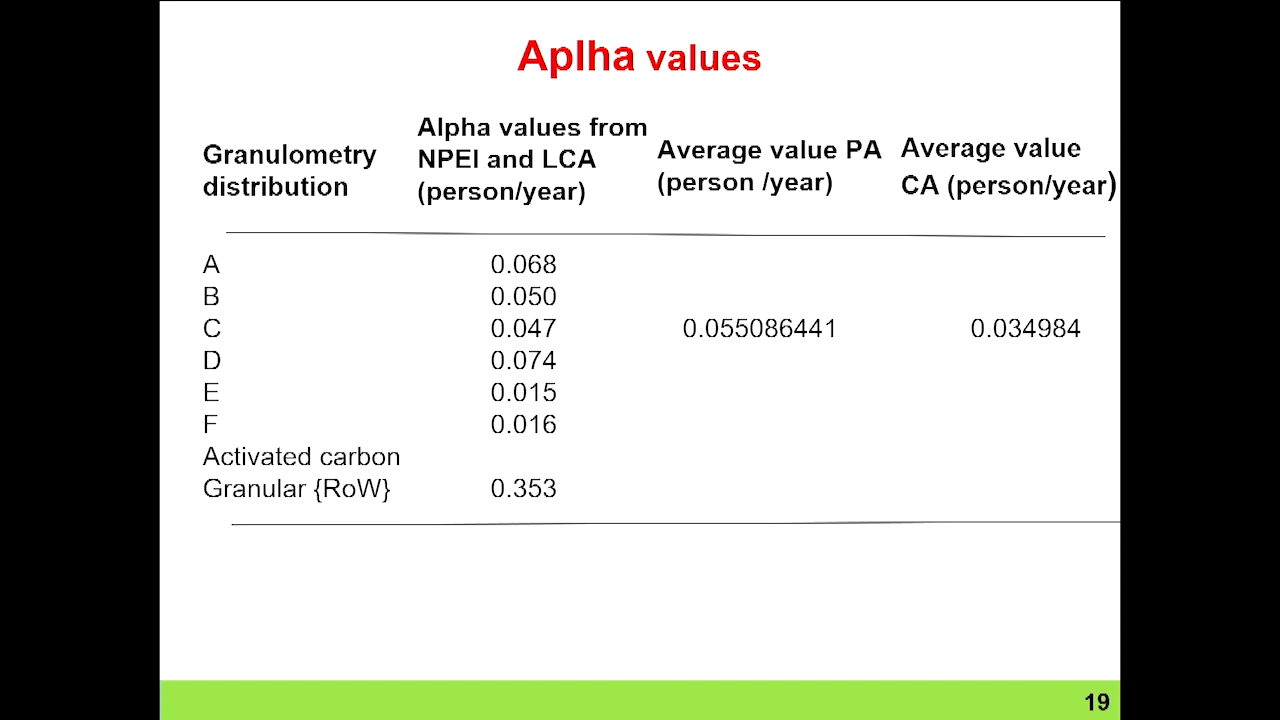 Aplha values
Granulometry distribution | Alpha values from NPEI and LCA (person/year) | Average value PA (person /year) | Average value CA (person/year)
A 0.068
B 0.050
C 0.047 0.055086441 0.034984
D 0.074
E 0.015
F 0.016
Activated carbon
Granular {RoW} 0.353
19